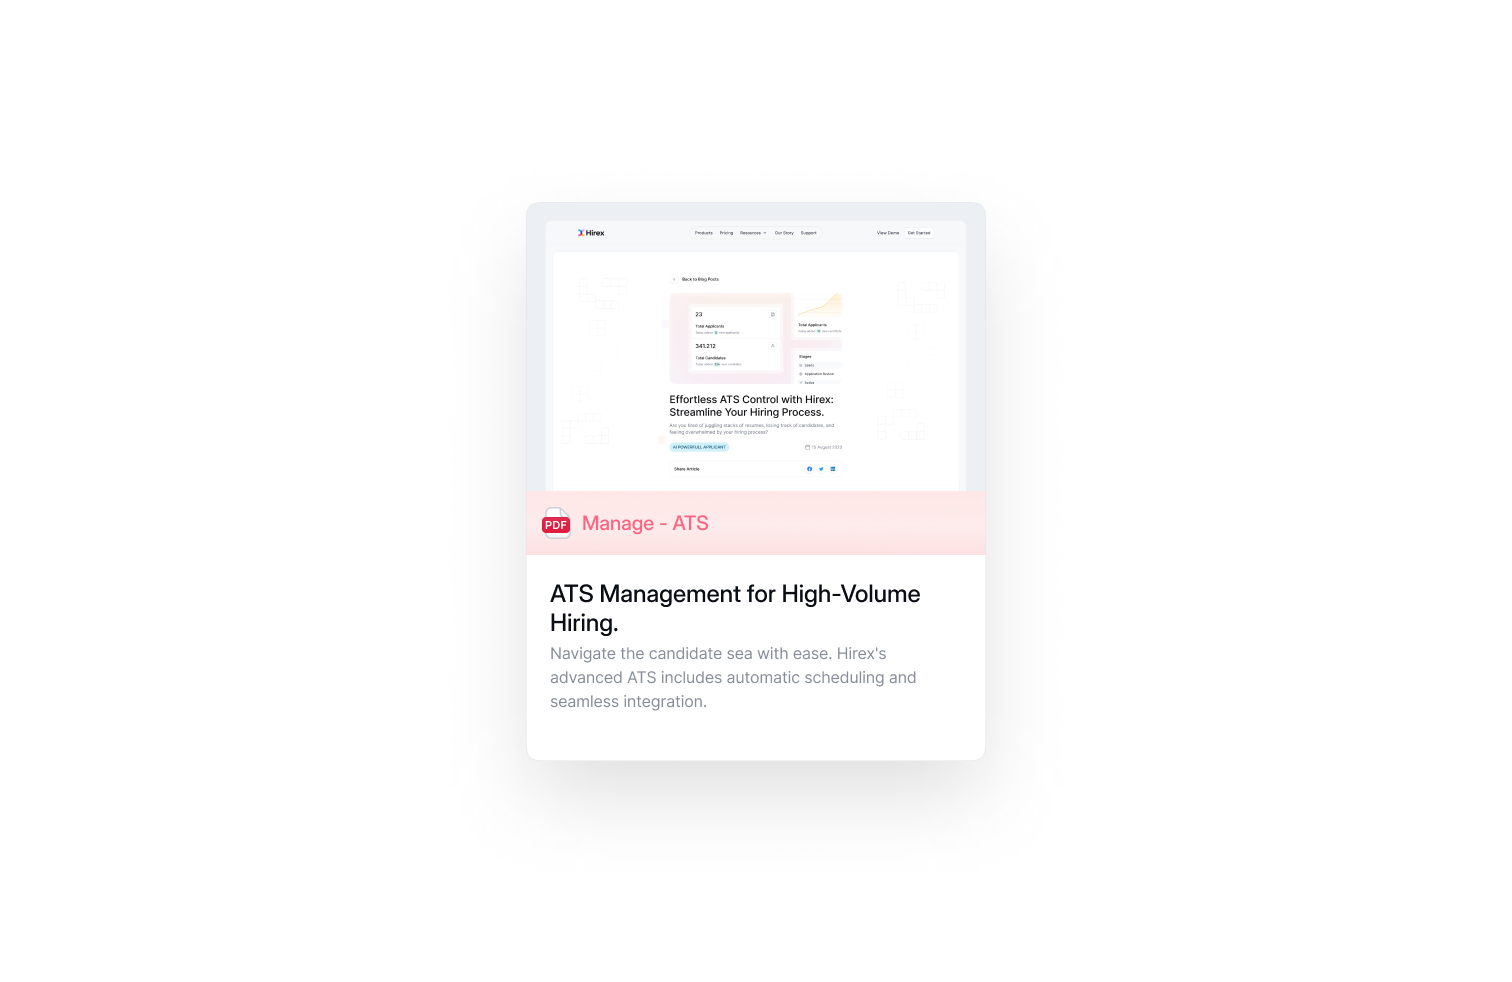 Hirex
Products Pricing Resources Our Story Support
View Demo Get Started
Back to Blog Posts
23
Total Applicants
341.212
Total Candidates
Total Applicants
Stages
Application Review
Effortless ATS Control with Hirex:
Streamline Your Hiring Process.
Are you tired of juggling stacks of resumes, losing track of candidates, and
feeling overwhelmed by your hiring process?
AI POWERFULL APPLICANT
August 2023
Share Article
PDF
Manage - ATS
ATS Management for High-Volume
Hiring.
Navigate the candidate sea with ease. Hirex's
advanced ATS includes automatic scheduling and
seamless integration.